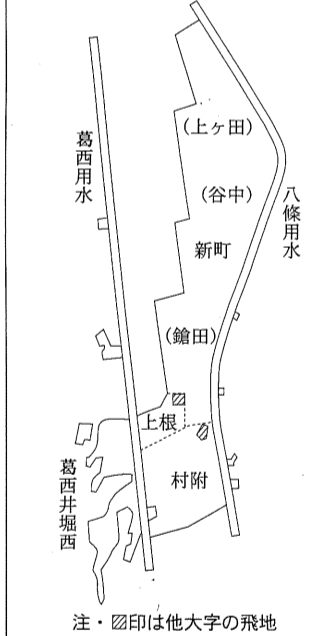 (上ヶ田)
葛西用水
八條用水
(谷中)
新町
(鎗田)
上根
葛西井堀西
村附
注・▨印は他大字の飛地